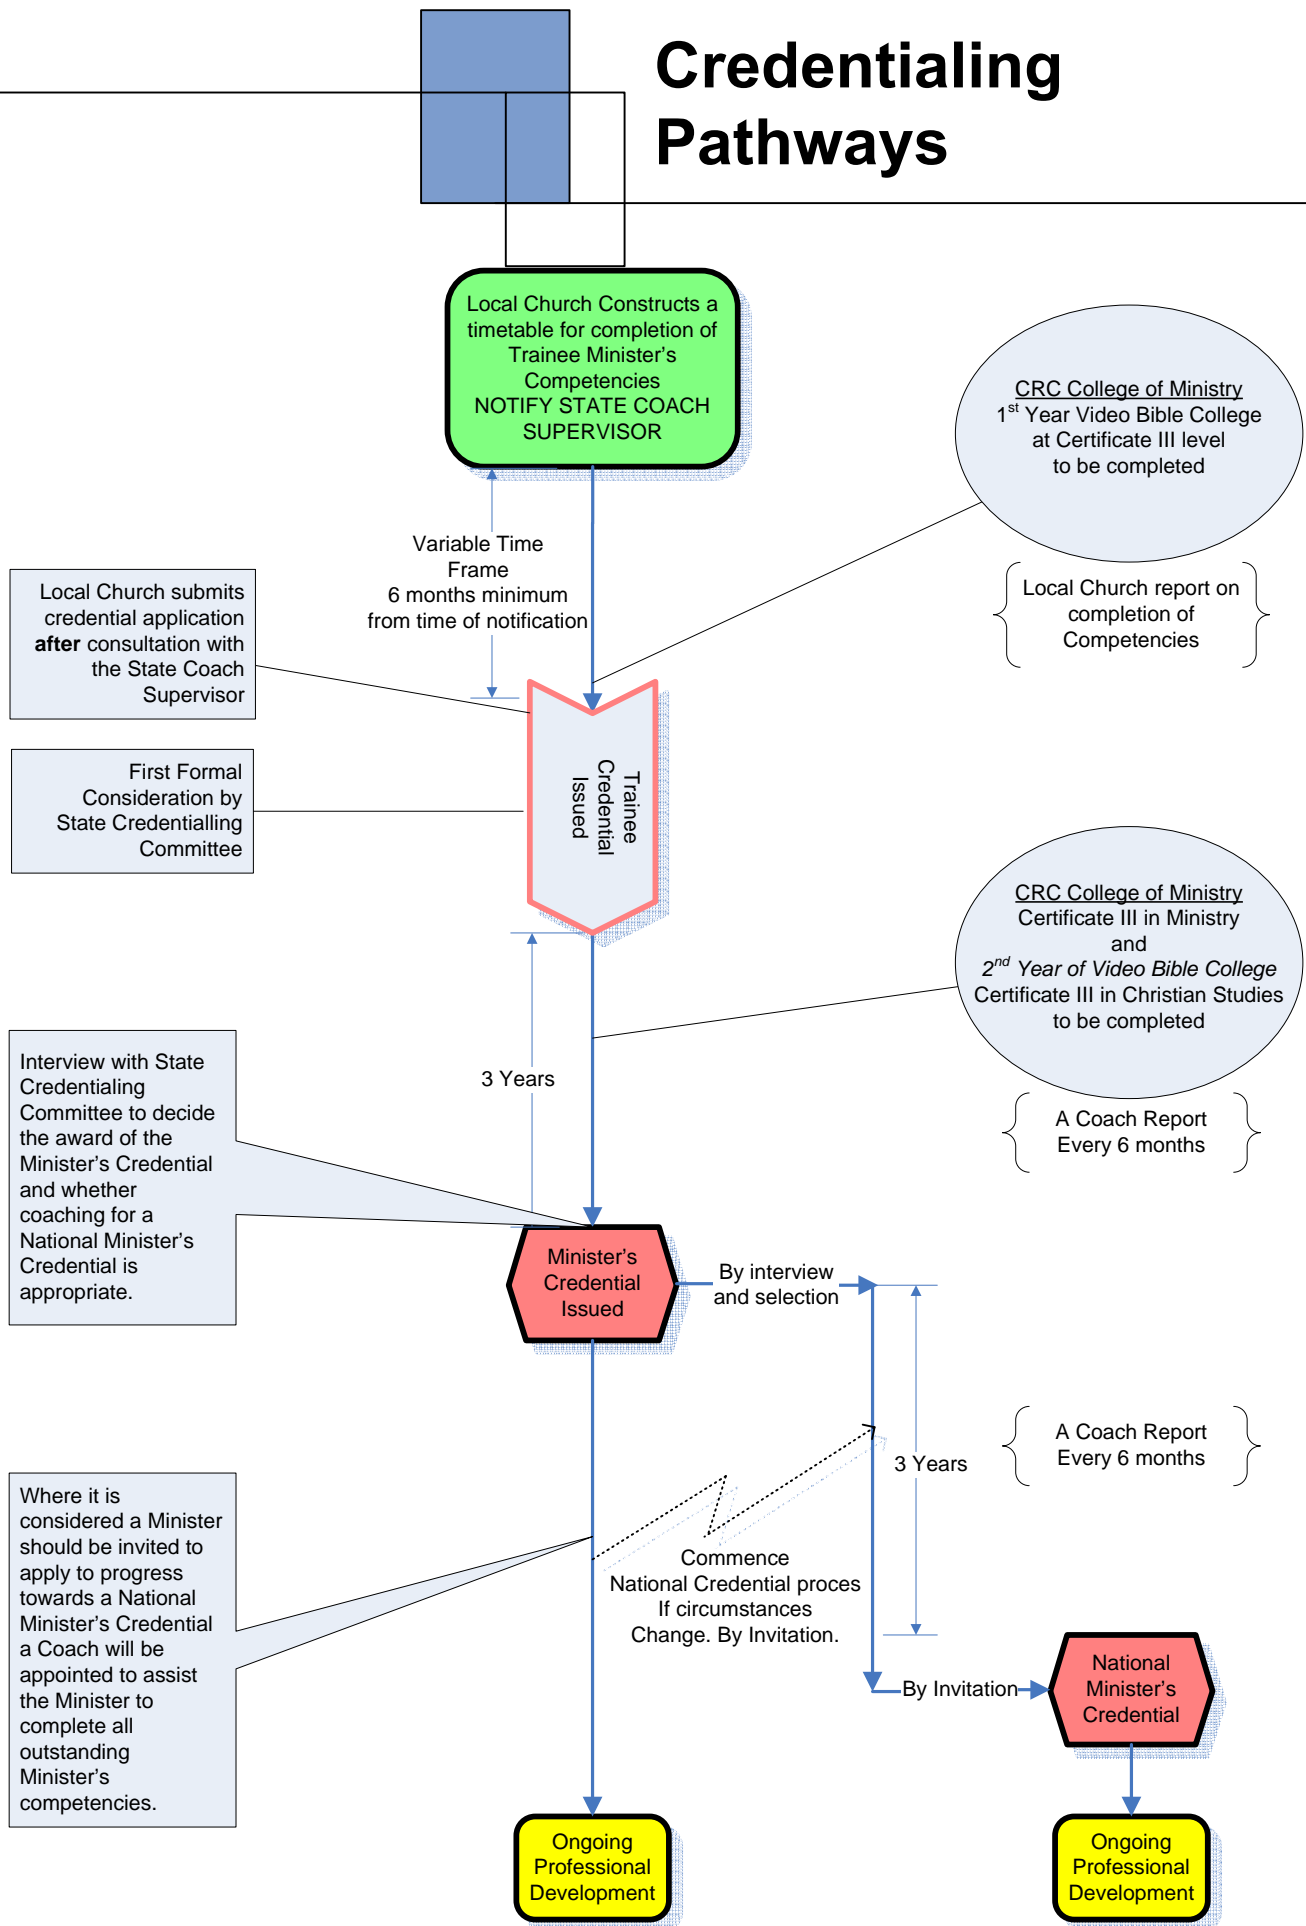 Credentialing
Pathways
Local Church Constructs a
timetable for completion of
Trainee Minister's
Competencies
NOTIFY STATE COACH
SUPERVISOR
CRC College of Ministry
1st Year Video Bible College
at Certificate III level
to be completed
Variable Time
Frame
6 months minimum
from time of notification
Local Church report on
completion of
Competencies
Local Church submits
credential application
after consultation with
the State Coach
Supervisor
First Formal
Consideration by
State Credentialling
Committee
Trainee
Credential
Issued
CRC College of Ministry
Certificate III in Ministry
and
2nd Year of Video Bible College
Certificate III in Christian Studies
to be completed
3 Years
A Coach Report
Every 6 months
Interview with State
Credentialing
Committee to decide
the award of the
Minister's Credential
and whether
coaching for a
National Minister's
Credential is
appropriate.
Minister's
Credential
Issued
By interview
and selection
A Coach Report
Every 6 months
3 Years
Where it is
considered a Minister
should be invited to
apply to progress
towards a National
Minister's Credential
a Coach will be
appointed to assist
the Minister to
complete all
outstanding
Minister's
competencies.
Commence
National Credential proces
If circumstances
Change. By Invitation.
By Invitation
National
Minister's
Credential
Ongoing
Professional
Development
Ongoing
Professional
Development